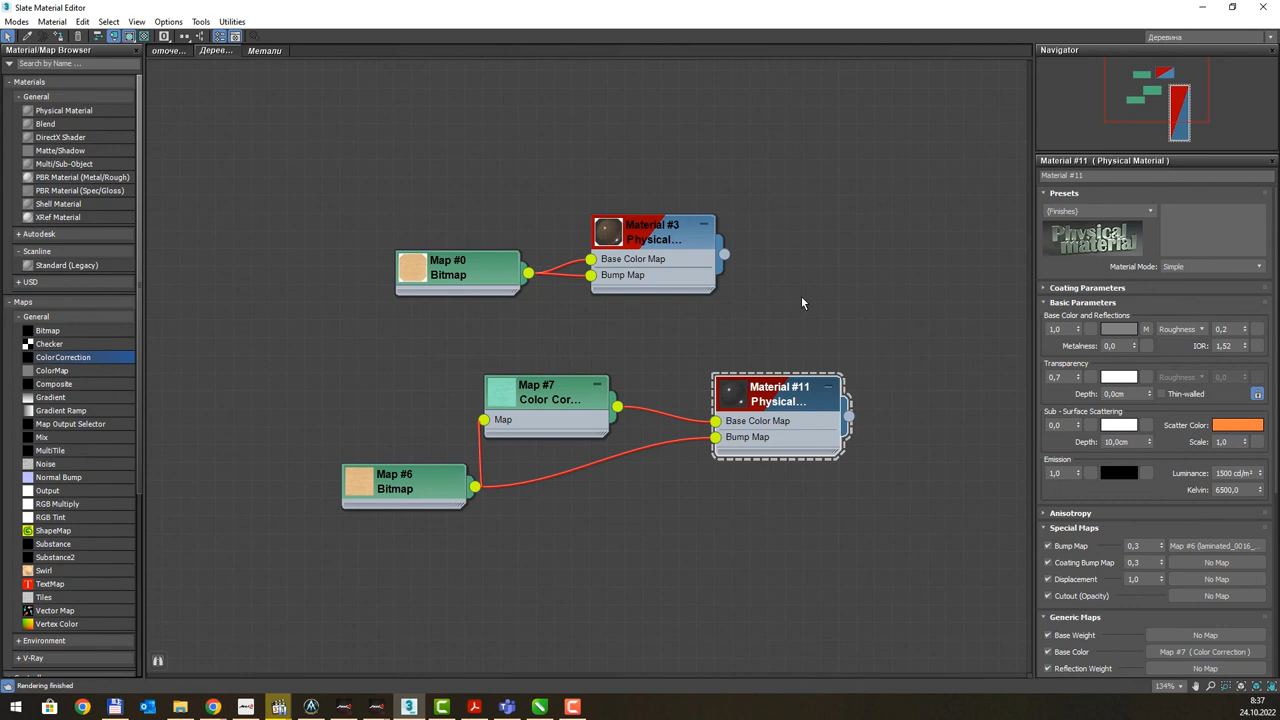 Slate Material Editor
Modes Material Edit Select View Options Tools Utilities
Деревина
Material/Map Browser
Search by Name ...
- Materials
- General
Physical Material
Blend
DirectX Shader
Matte/Shadow
Multi/Sub-Object
PBR Material (Metal/Rough)
PBR Material (Spec/Gloss)
Shell Material
XRef Material
+ Autodesk
- Scanline
Standard (Legacy)
+ USD
- Maps
- General
Bitmap
Checker
Color Correction
ColorMap
Composite
Gradient
Gradient Ramp
Map Output Selector
Mix
MultiTile
Noise
Normal Bump
Output
RGB Multiply
RGB Tint
ShapeMap
Substance
Substance2
Swirl
TextMap
Tiles
Vector Map
Vertex Color
+ Environment
+ V-Ray
оточе... Дерев... Метали
Map #0
Bitmap
Material #3
Physical...
Base Color Map
Bump Map
Map #7
Color Cor...
Map
Material #11
Physical...
Base Color Map
Bump Map
Map #6
Bitmap
Navigator
Material #11 ( Physical Material )
Material #11
Presets
(Finishes)
Physical
material
Material Mode: Simple
Coating Parameters
Basic Parameters
Base Color and Reflections
1,0 M Roughness 0,2
Metalness: 0,0 IOR: 1,52
Transparency
0,7 Roughness 0,0
Depth: 0,0cm Thin-walled
Sub - Surface Scattering
0,0 Scatter Color:
Depth: 10,0cm Scale: 1,0
Emission
1,0 Luminance: 1500 cd/m²
Kelvin: 6500,0
Anisotropy
Special Maps
Bump Map 0,3 Map #6 (laminated_0016_...
Coating Bump Map 0,3 No Map
Displacement 1,0 No Map
Cutout (Opacity) No Map
Generic Maps
Base Weight No Map
Base Color Map #7 ( Color Correction )
Reflection Weight No Map
Rendering finished
134%
8:37
24.10.2022